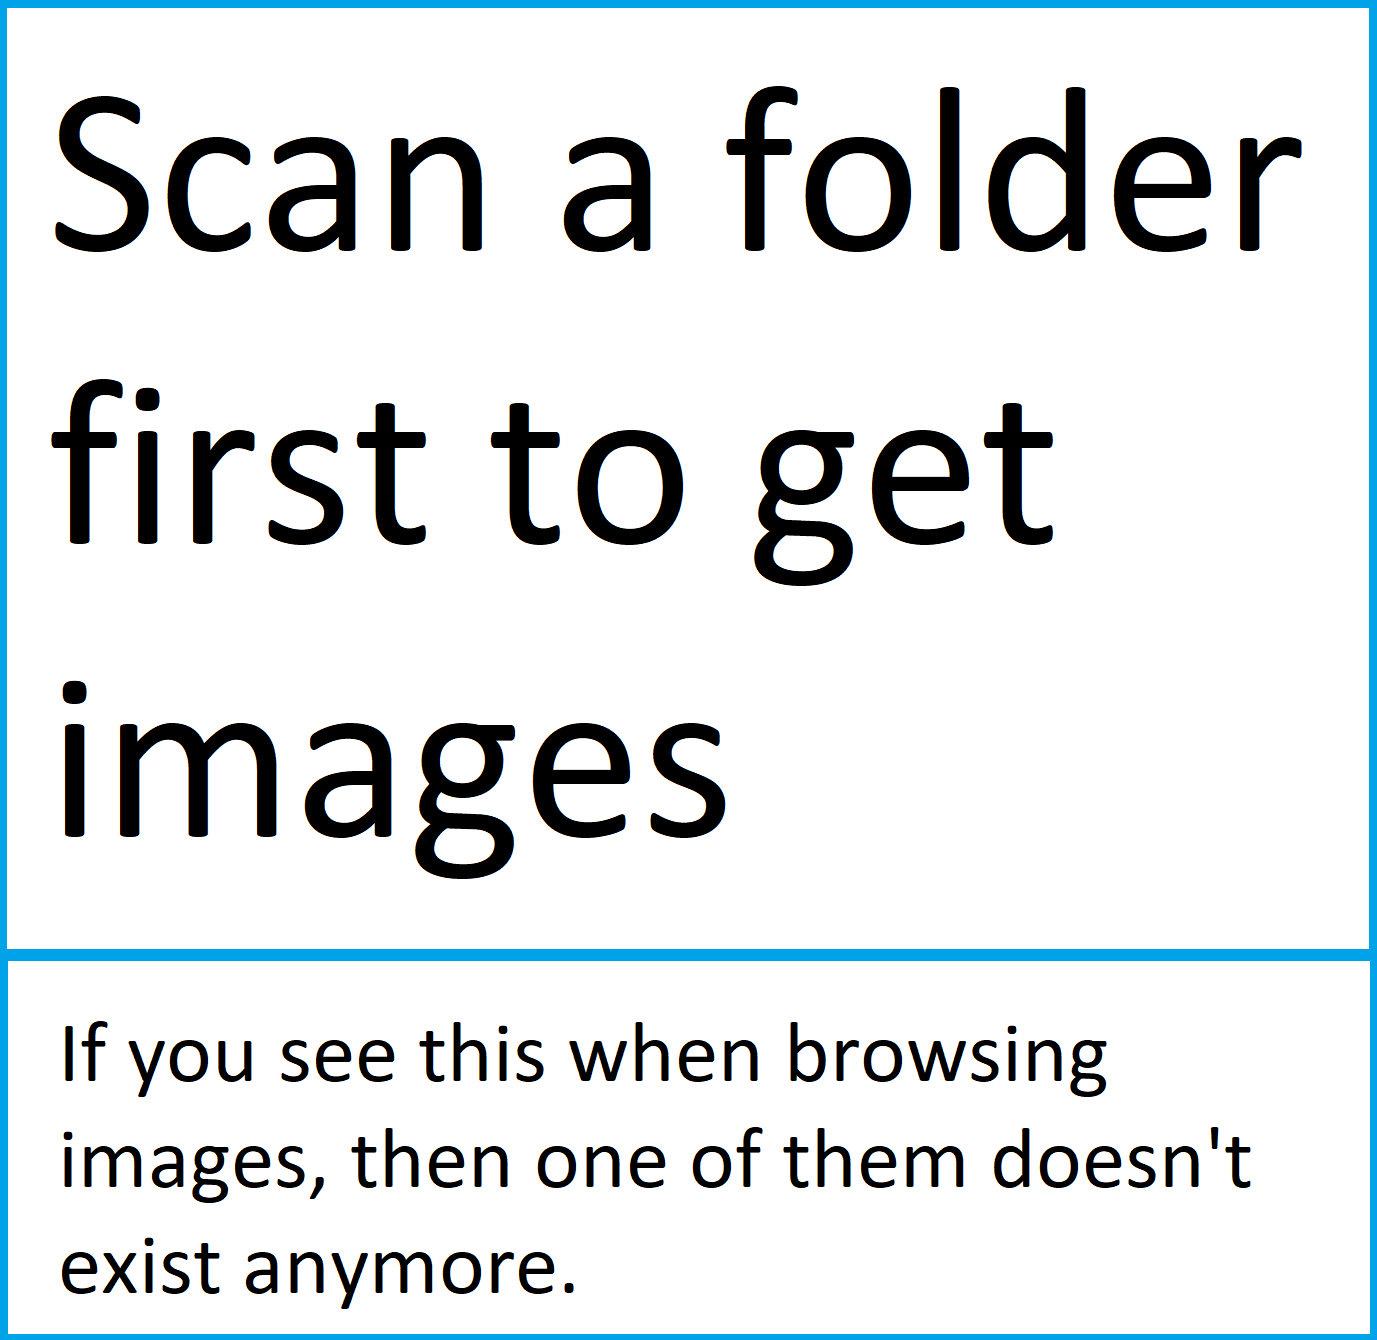 Scan a folder
first to get
images
If you see this when browsing
images, then one of them doesn't
exist anymore.